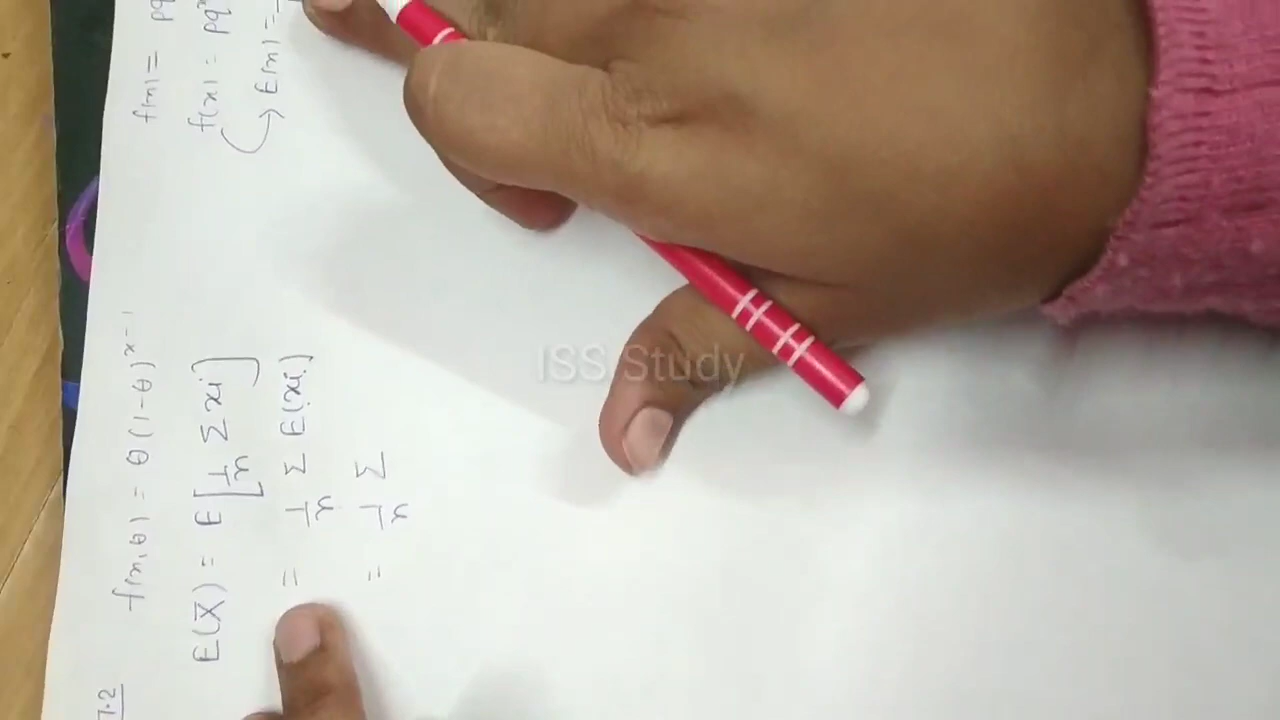 7.2
f(x,θ) = θ(1-θ)^{x-1}
E(X̄) = E[1/n Σ xi]
= 1/n Σ E(xi)
= 1/n Σ
f(x) = pq
f(x) = pq
↳ E(x) =
ISS Study